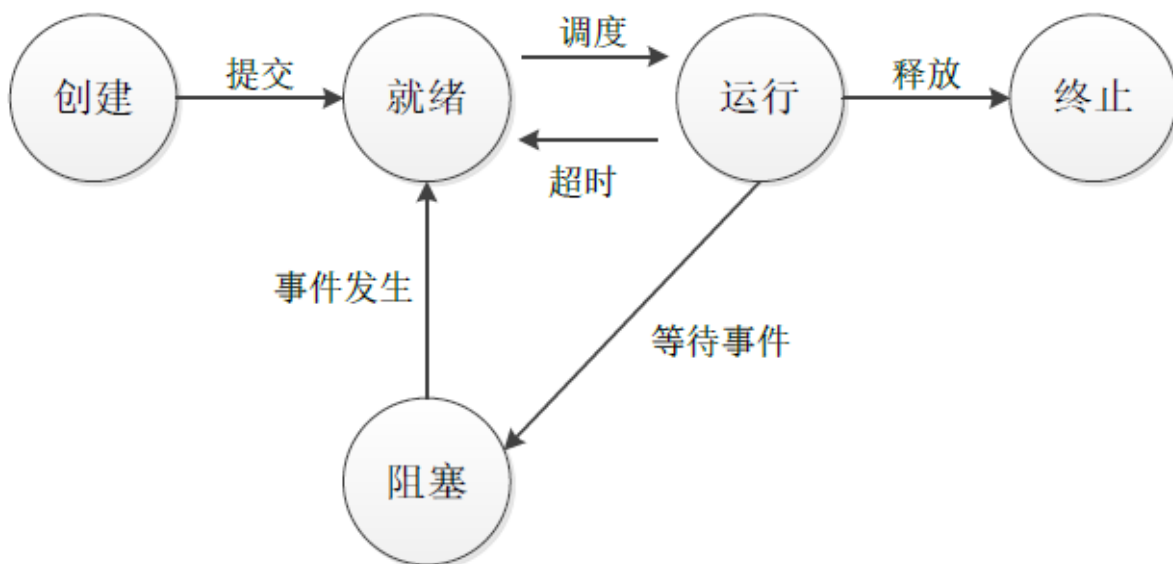 创建
提交
就绪
调度
超时
运行
释放
终止
事件发生
等待事件
阻塞